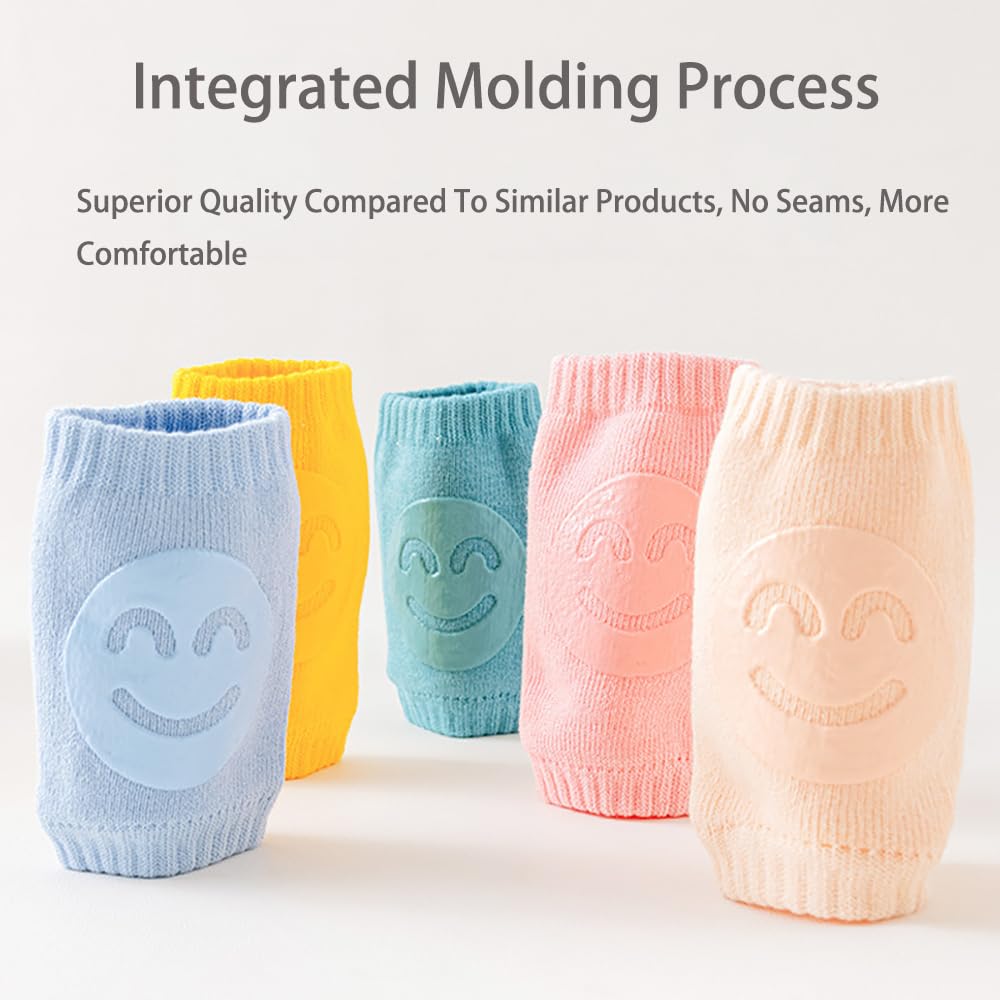 Integrated Molding Process
Superior Quality Compared To Similar Products, No Seams, More
Comfortable